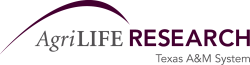 AgriLIFE RESEARCH
Texas A&M System